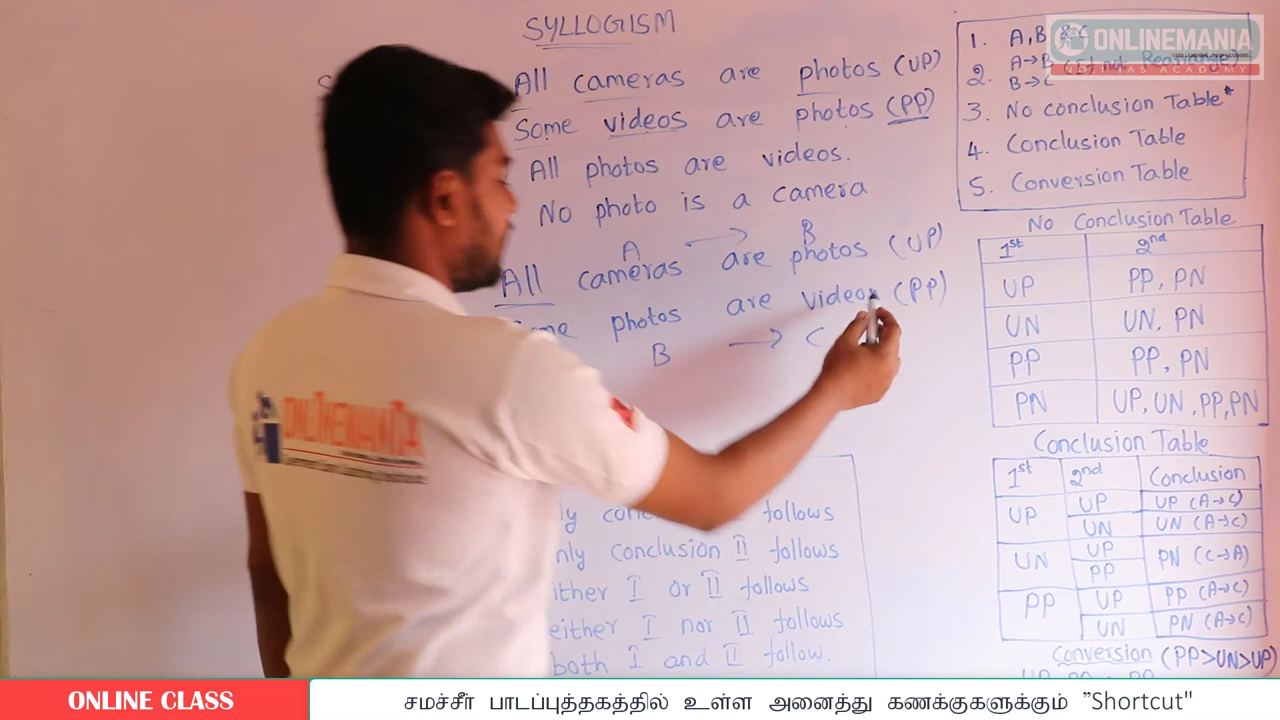 SYLLOGISM
All cameras are photos (UP)
Some videos are photos (PP)
All photos are videos.
No photo is a camera
A → B
All cameras are photos (UP)
photos are videos (PP)
B → C
follows
conclusion II follows
I or II follows
I nor II follows
both I and II follow.
1. A, B & C
2. A→B (If not Rearrange)
B→C
3. No conclusion Table*
4. Conclusion Table
5. Conversion Table
No Conclusion Table
1st 2nd
UP PP, PN
UN UN, PN
PP PP, PN
PN UP, UN, PP, PN
Conclusion Table
1st 2nd Conclusion
UP UP UP (A→C)
UN UN (A→C)
UN UP PN (C→A)
PP
PP UP PP (A→C)
UN PN (A→C)
Conversion (PP>UN>UP)
ONLINEMANIA
ONLINEMANIA
ONLINE CLASS
சமச்சீர் பாடப்புத்தகத்தில் உள்ள அனைத்து கணக்குகளுக்கும் ”Shortcut"